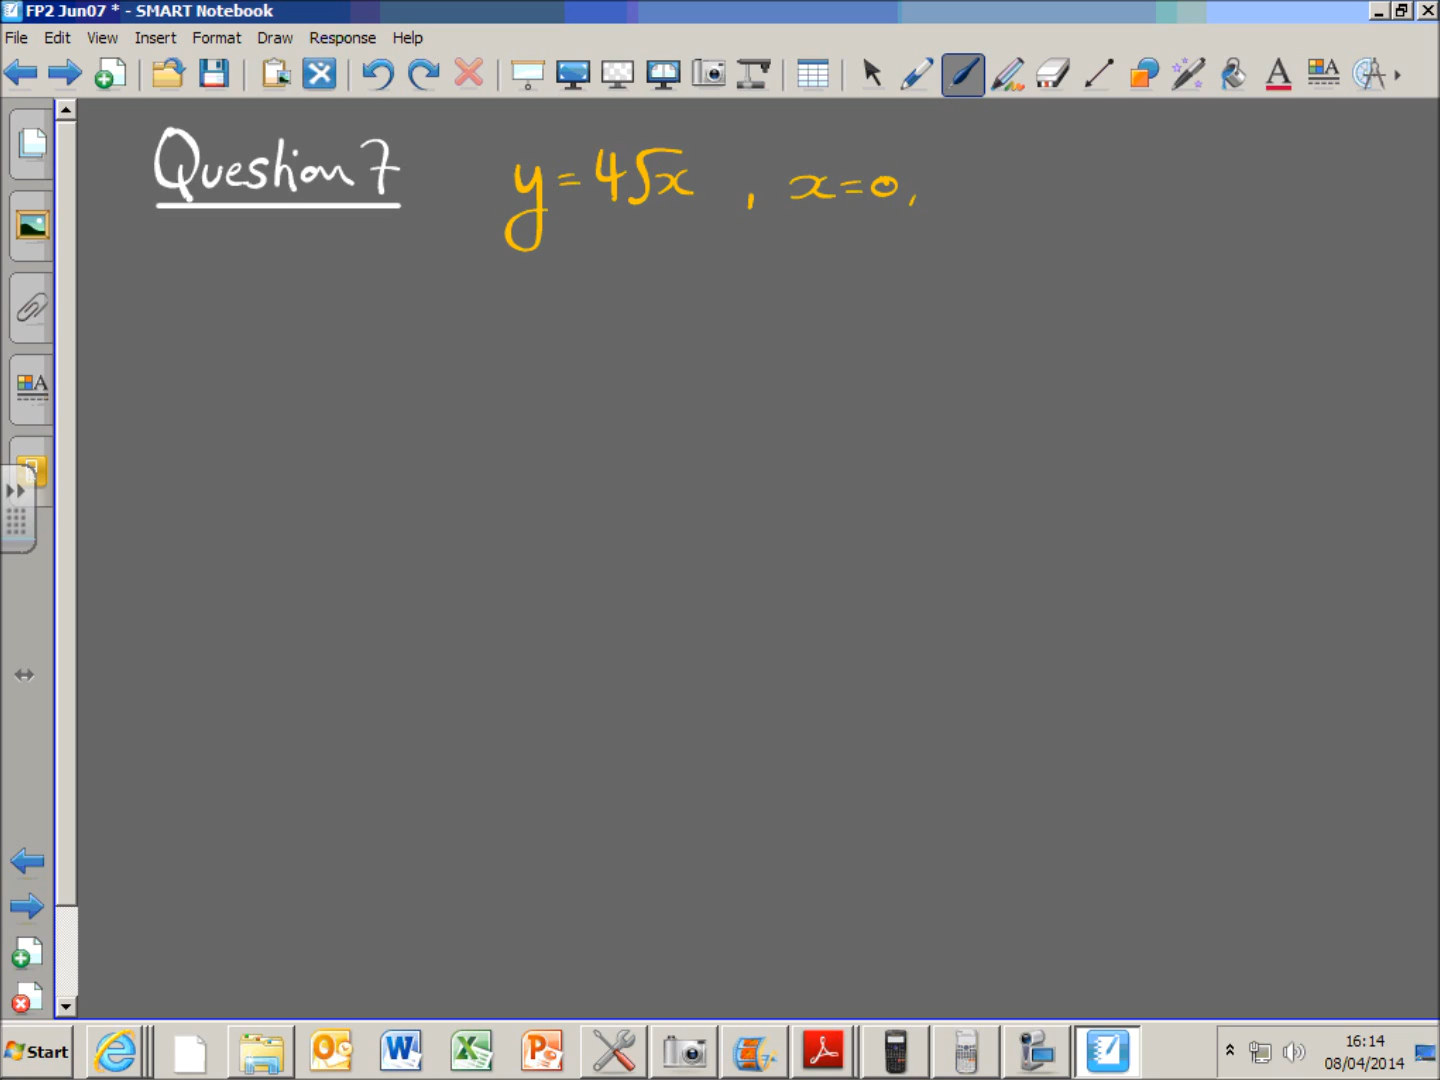 FP2 Jun07 * - SMART Notebook
File Edit View Insert Format Draw Response Help
Question 7 y = 4√x , x = 0,
Start
16:14
08/04/2014